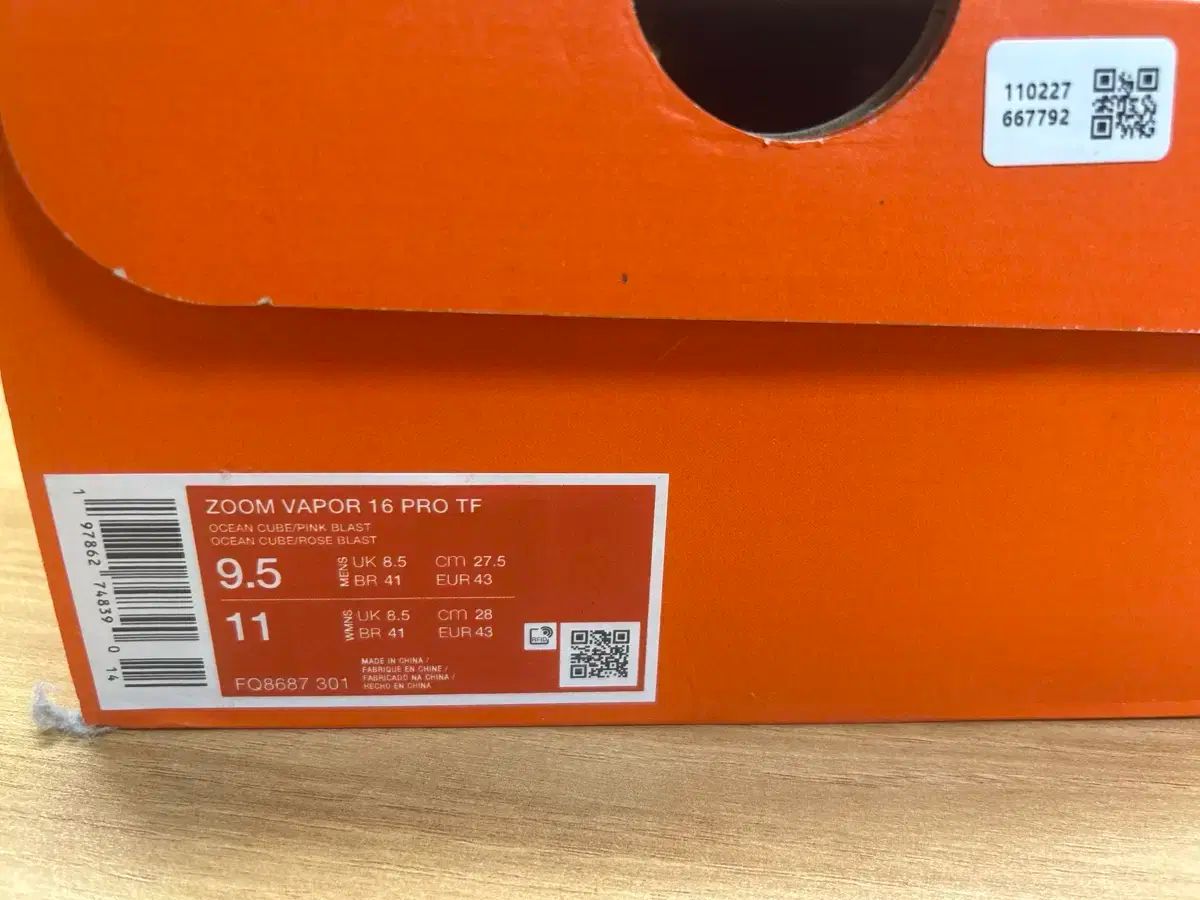 110227
667792
ZOOM VAPOR 16 PRO TF
OCEAN CUBE/PINK BLAST
OCEAN CUBE/ROSE BLAST
9.5 MENS UK 8.5 cm 27.5
BR 41 EUR 43
11 WMNS UK 8.5 cm 28
BR 41 EUR 43
RFID
MADE IN CHINA /
FABRIQUE EN CHINE /
FABRICADO NA CHINA /
HECHO EN CHINA
FQ8687 301
1 97862 74839 0 14